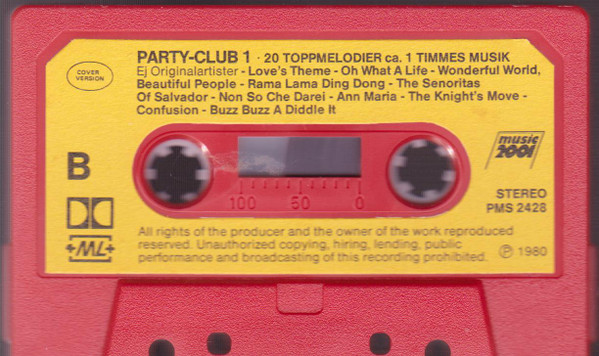 PARTY-CLUB 1 · 20 TOPPMELODIER ca. 1 TIMMES MUSIK
COVER
VERSION
Ej Originalartister - Love's Theme - Oh What A Life - Wonderful World,
Beautiful People - Rama Lama Ding Dong - The Senoritas
Of Salvador - Non So Che Darei - Ann Maria - The Knight's Move -
Confusion - Buzz Buzz A Diddle It
music
2001
B
100 50 0
STEREO
PMS 2428
+ML+
All rights of the producer and the owner of the work reproduced
reserved. Unauthorized copying, hiring, lending, public
performance and broadcasting of this recording prohibited.
Ⓟ 1980